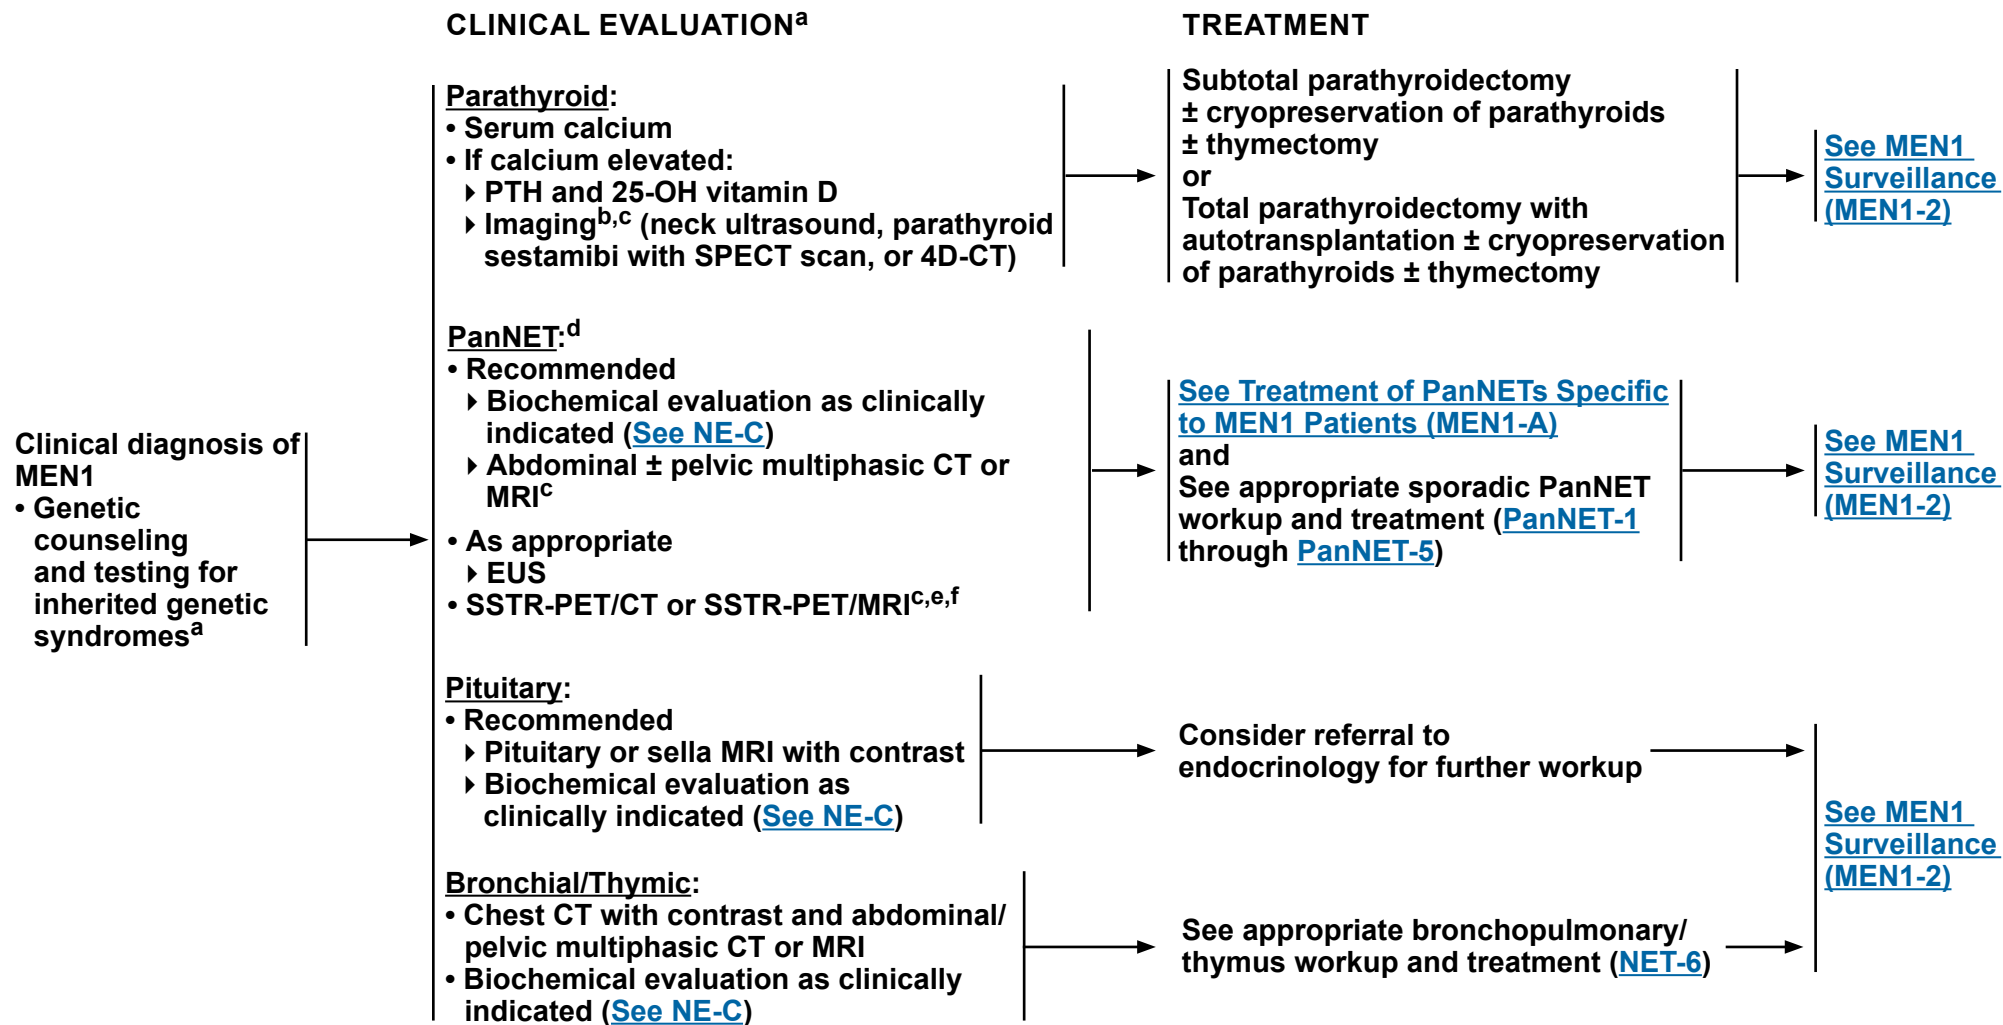 CLINICAL EVALUATIONa
TREATMENT
Clinical diagnosis of
MEN1
• Genetic
counseling
and testing for
inherited genetic
syndromesa
Parathyroid:
• Serum calcium
• If calcium elevated:
▸ PTH and 25-OH vitamin D
▸ Imagingb,c (neck ultrasound, parathyroid
sestamibi with SPECT scan, or 4D-CT)
Subtotal parathyroidectomy
± cryopreservation of parathyroids
± thymectomy
or
Total parathyroidectomy with
autotransplantation ± cryopreservation
of parathyroids ± thymectomy
See MEN1
Surveillance
(MEN1-2)
PanNET:d
• Recommended
▸ Biochemical evaluation as clinically
indicated (See NE-C)
▸ Abdominal ± pelvic multiphasic CT or
MRIc
• As appropriate
▸ EUS
• SSTR-PET/CT or SSTR-PET/MRIc,e,f
See Treatment of PanNETs Specific
to MEN1 Patients (MEN1-A)
and
See appropriate sporadic PanNET
workup and treatment (PanNET-1
through PanNET-5)
See MEN1
Surveillance
(MEN1-2)
Pituitary:
• Recommended
▸ Pituitary or sella MRI with contrast
▸ Biochemical evaluation as
clinically indicated (See NE-C)
Consider referral to
endocrinology for further workup
Bronchial/Thymic:
• Chest CT with contrast and abdominal/
pelvic multiphasic CT or MRI
• Biochemical evaluation as clinically
indicated (See NE-C)
See appropriate bronchopulmonary/
thymus workup and treatment (NET-6)
See MEN1
Surveillance
(MEN1-2)